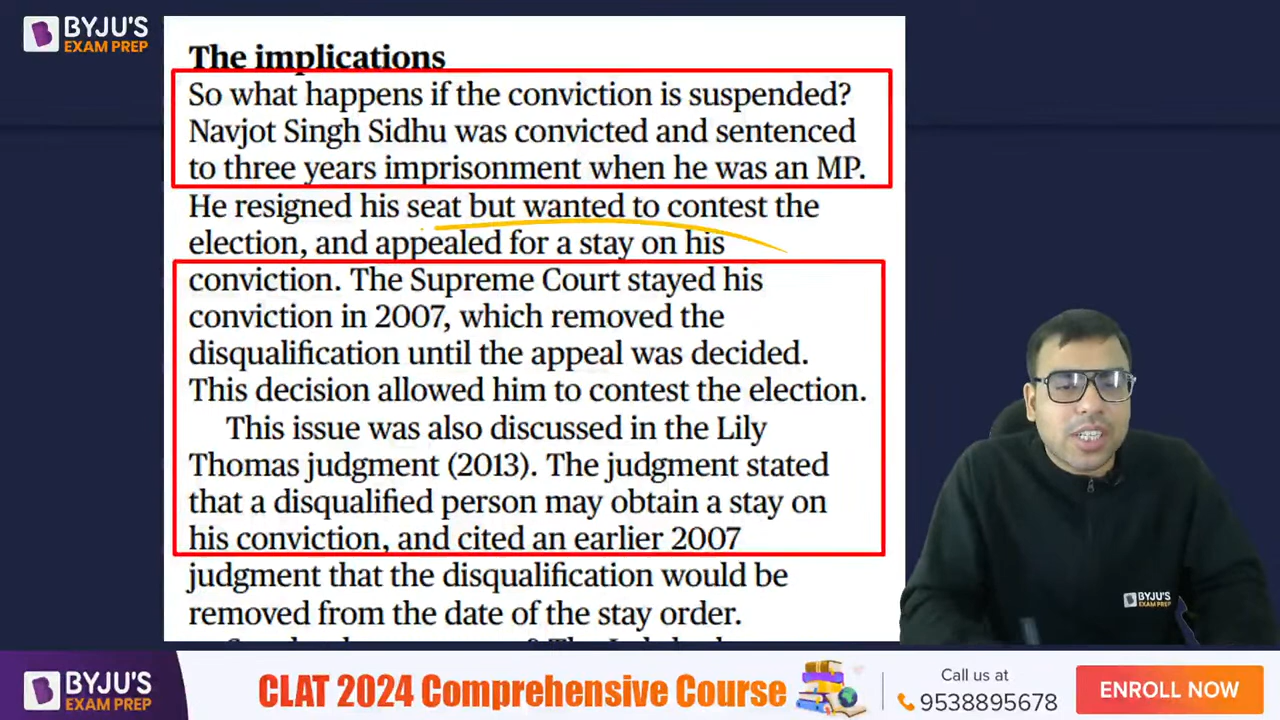 BYJU'S
EXAM PREP
The implications
So what happens if the conviction is suspended?
Navjot Singh Sidhu was convicted and sentenced
to three years imprisonment when he was an MP.
He resigned his seat but wanted to contest the
election, and appealed for a stay on his
conviction. The Supreme Court stayed his
conviction in 2007, which removed the
disqualification until the appeal was decided.
This decision allowed him to contest the election.
This issue was also discussed in the Lily
Thomas judgment (2013). The judgment stated
that a disqualified person may obtain a stay on
his conviction, and cited an earlier 2007
judgment that the disqualification would be
removed from the date of the stay order.
BYJU'S
EXAM PREP
BYJU'S
EXAM PREP
CLAT 2024 Comprehensive Course
Call us at
9538895678
ENROLL NOW